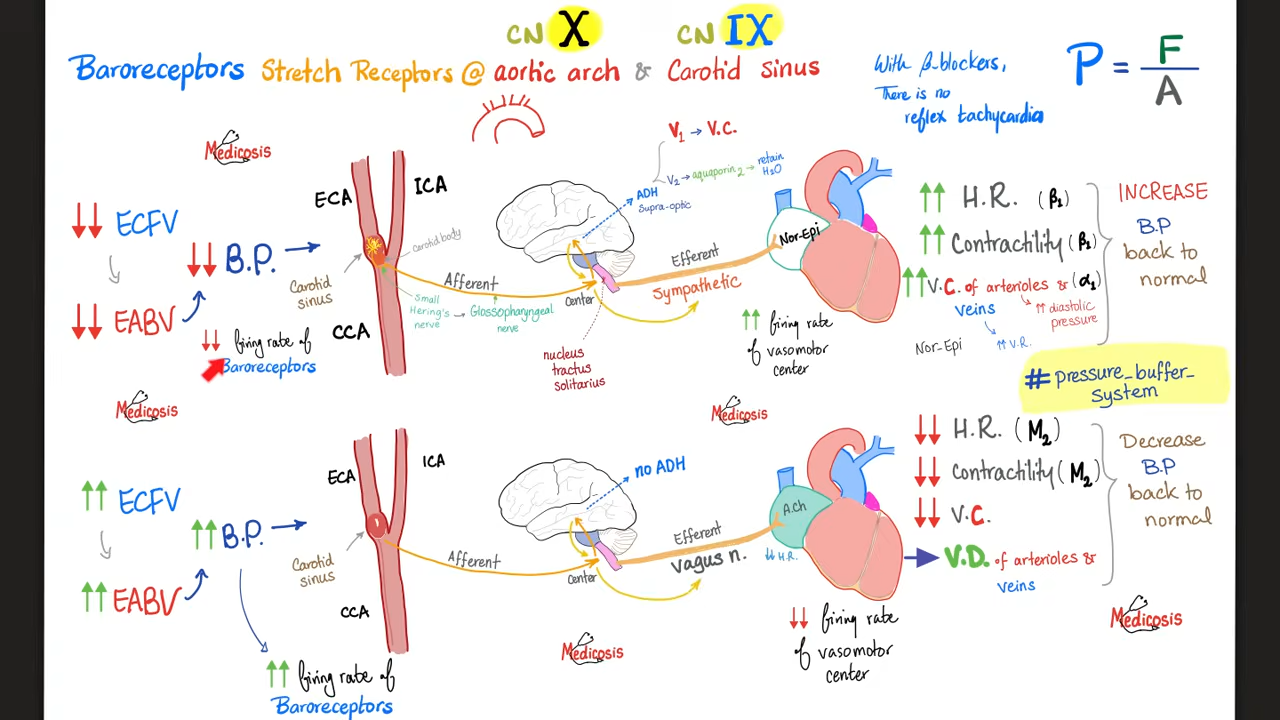 CN X
CN IX
Baroreceptors Stretch Receptors @ aortic arch & Carotid sinus
With β-blockers,
There is no
reflex tachycardia
P = F
A
Medicosis
ECA
ICA
↓↓ ECFV
↓↓ B.P. →
↓↓ EABV
↓↓ firing rate of
Baroreceptors
Carotid
sinus
carotid body
CCA
Afferent
small
Hering's
nerve
→ Glossopharyngeal
nerve
Center
nucleus
tractus
solitarius
V1 → V.C.
V2 → aquaporin 2 → retain
H2O
ADH
Supra-optic
Efferent
Sympathetic
Nor-Epi
↑↑ firing rate
of vasomotor
center
↑↑ H.R. (β1)
↑↑ Contractility (β1)
↑↑ V.C. of arterioles & (α1)
veins
↑↑ diastolic
pressure
Nor-Epi
↑↑ V.R.
INCREASE
B.P
back to
normal
#pressure_buffer_
system
Medicosis
Medicosis
↑↑ ECFV
↑↑ B.P. →
↑↑ EABV
↑↑ firing rate of
Baroreceptors
ECA
ICA
Carotid
sinus
CCA
Afferent
Center
no ADH
Efferent
vagus n.
A.ch
↓↓ H.R.
↓↓ firing rate
of vasomotor
center
↓↓ H.R. (M2)
↓↓ Contractility (M2)
↓↓ V.C.
→ V.D. of arterioles &
veins
Decrease
B.P
back to
normal
Medicosis
Medicosis